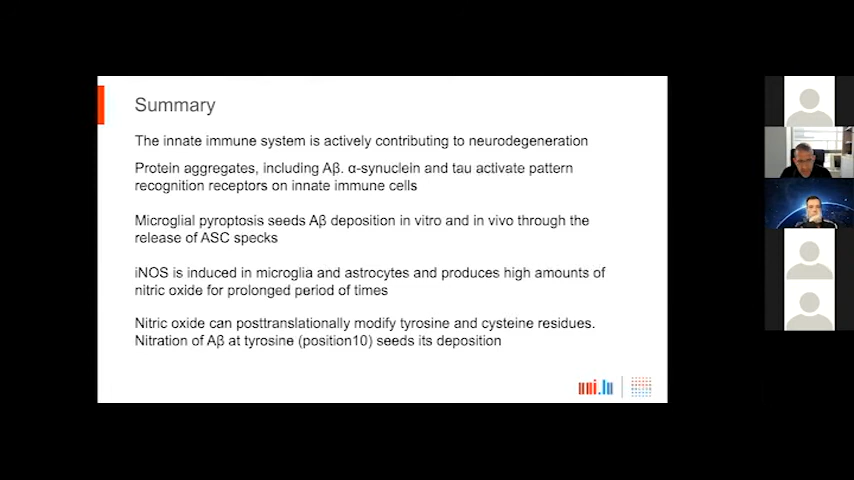 Summary
The innate immune system is actively contributing to neurodegeneration
Protein aggregates, including Aβ. α-synuclein and tau activate pattern
recognition receptors on innate immune cells
Microglial pyroptosis seeds Aβ deposition in vitro and in vivo through the
release of ASC specks
iNOS is induced in microglia and astrocytes and produces high amounts of
nitric oxide for prolonged period of times
Nitric oxide can posttranslationally modify tyrosine and cysteine residues.
Nitration of Aβ at tyrosine (position10) seeds its deposition
uni.lu